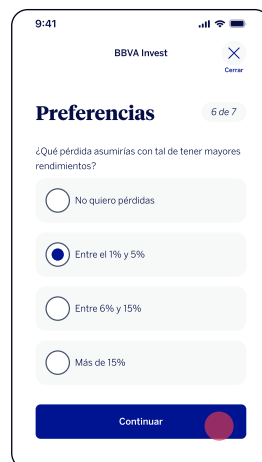 9:41
BBVA Invest
Cerrar
Preferencias
6 de 7
¿Qué pérdida asumirías con tal de tener mayores
rendimientos?
No quiero pérdidas
Entre el 1% y 5%
Entre 6% y 15%
Más de 15%
Continuar